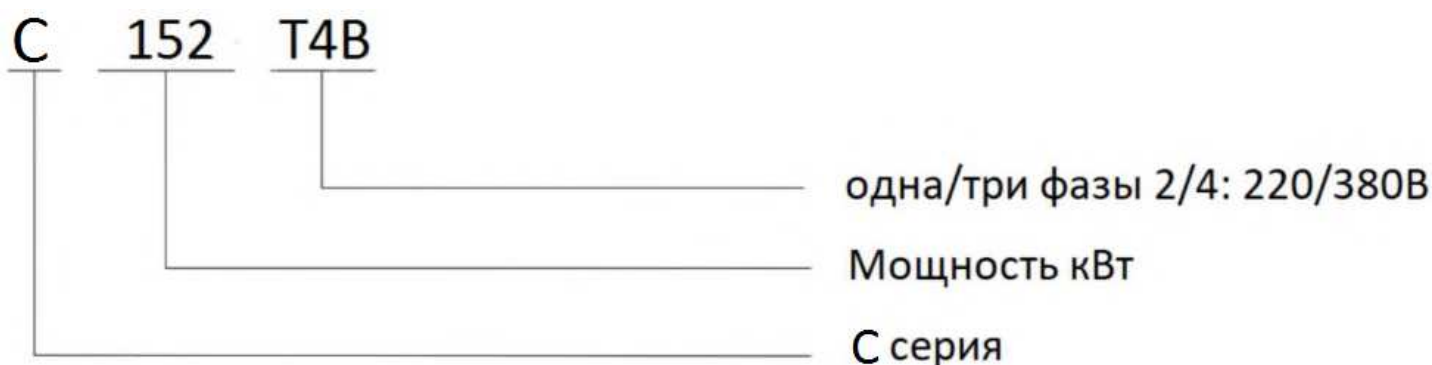 С 152 T4B
одна/три фазы 2/4: 220/380В
Мощность кВт
С серия